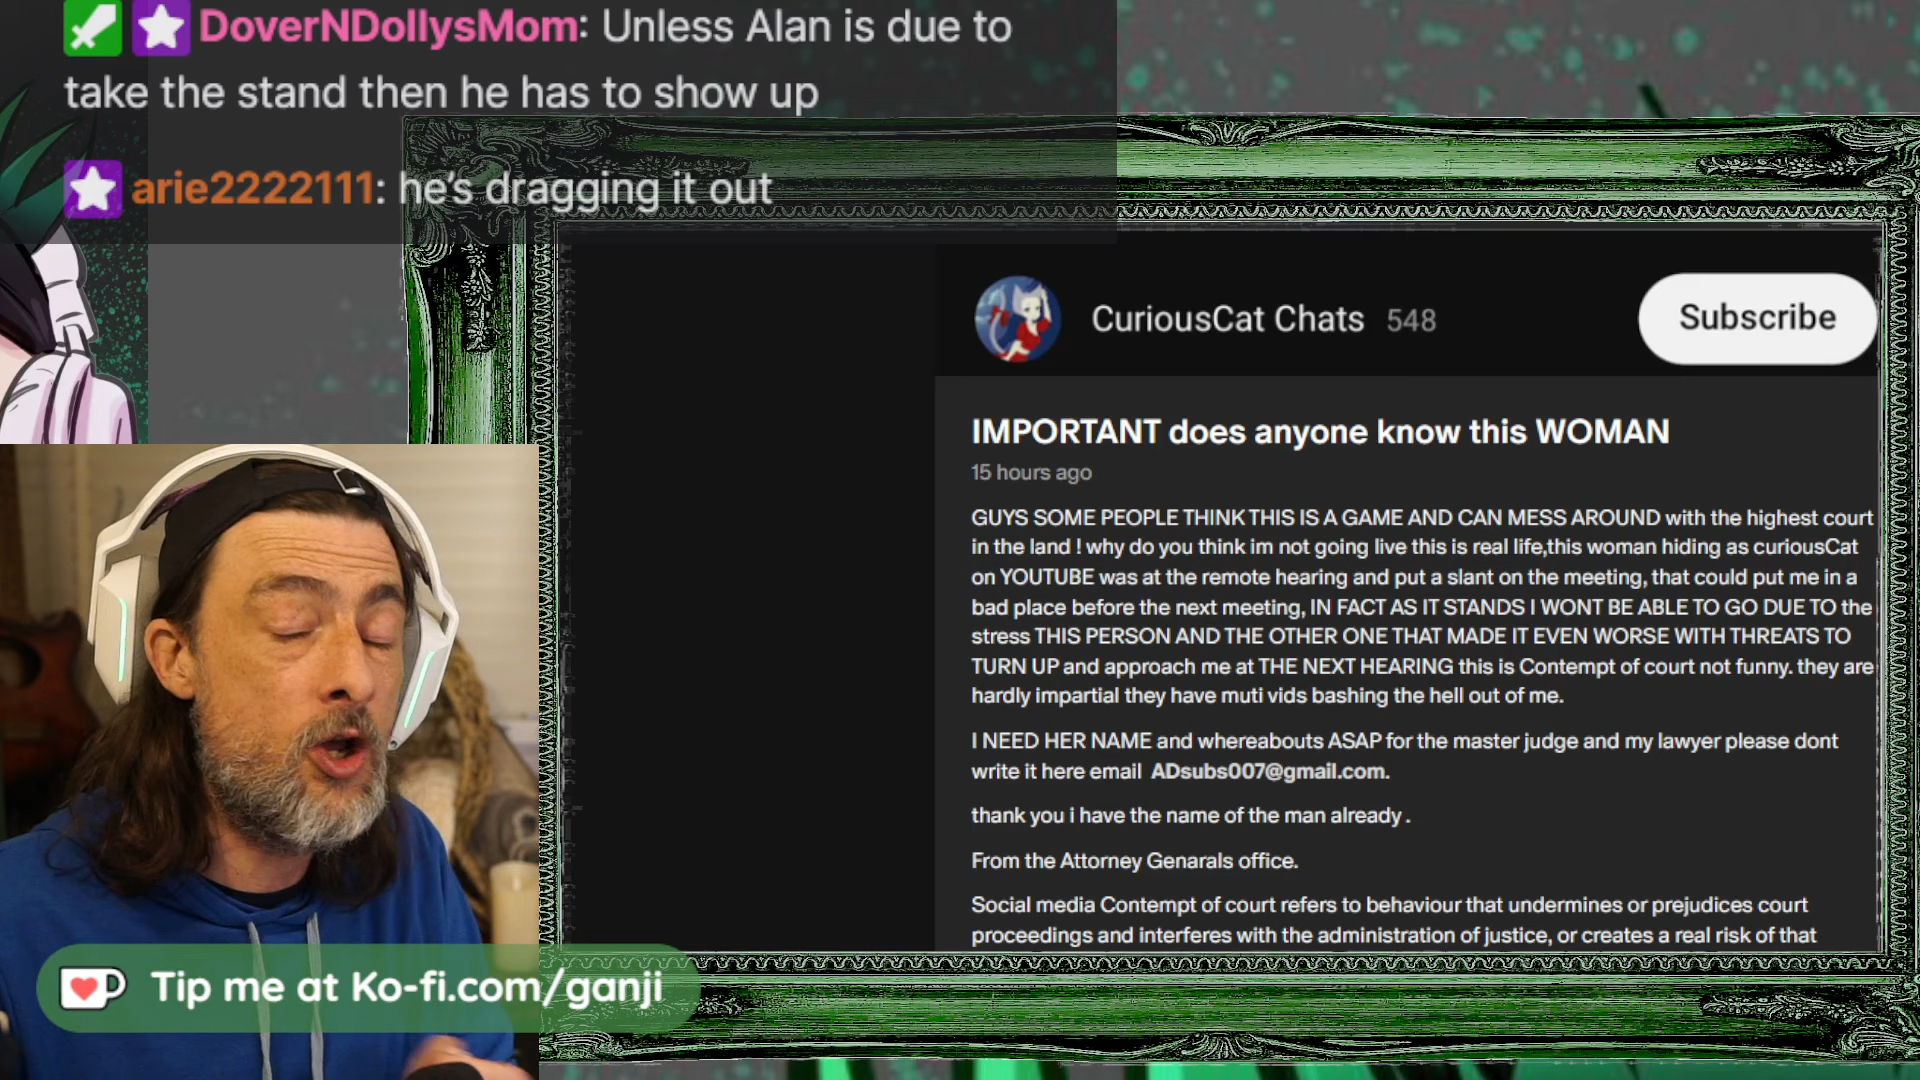 DoverNDollysMom: Unless Alan is due to
take the stand then he has to show up
arie2222111: he's dragging it out
CuriousCat Chats 548
Subscribe
IMPORTANT does anyone know this WOMAN
15 hours ago
GUYS SOME PEOPLE THINK THIS IS A GAME AND CAN MESS AROUND with the highest court
in the land ! why do you think im not going live this is real life,this woman hiding as curiousCat
on YOUTUBE was at the remote hearing and put a slant on the meeting, that could put me in a
bad place before the next meeting, IN FACT AS IT STANDS I WONT BE ABLE TO GO DUE TO the
stress THIS PERSON AND THE OTHER ONE THAT MADE IT EVEN WORSE WITH THREATS TO
TURN UP and approach me at THE NEXT HEARING this is Contempt of court not funny. they are
hardly impartial they have muti vids bashing the hell out of me.
I NEED HER NAME and whereabouts ASAP for the master judge and my lawyer please dont
write it here email ADsubs007@gmail.com.
thank you i have the name of the man already .
From the Attorney Genarals office.
Social media Contempt of court refers to behaviour that undermines or prejudices court
proceedings and interferes with the administration of justice, or creates a real risk of that
Tip me at Ko-fi.com/ganji